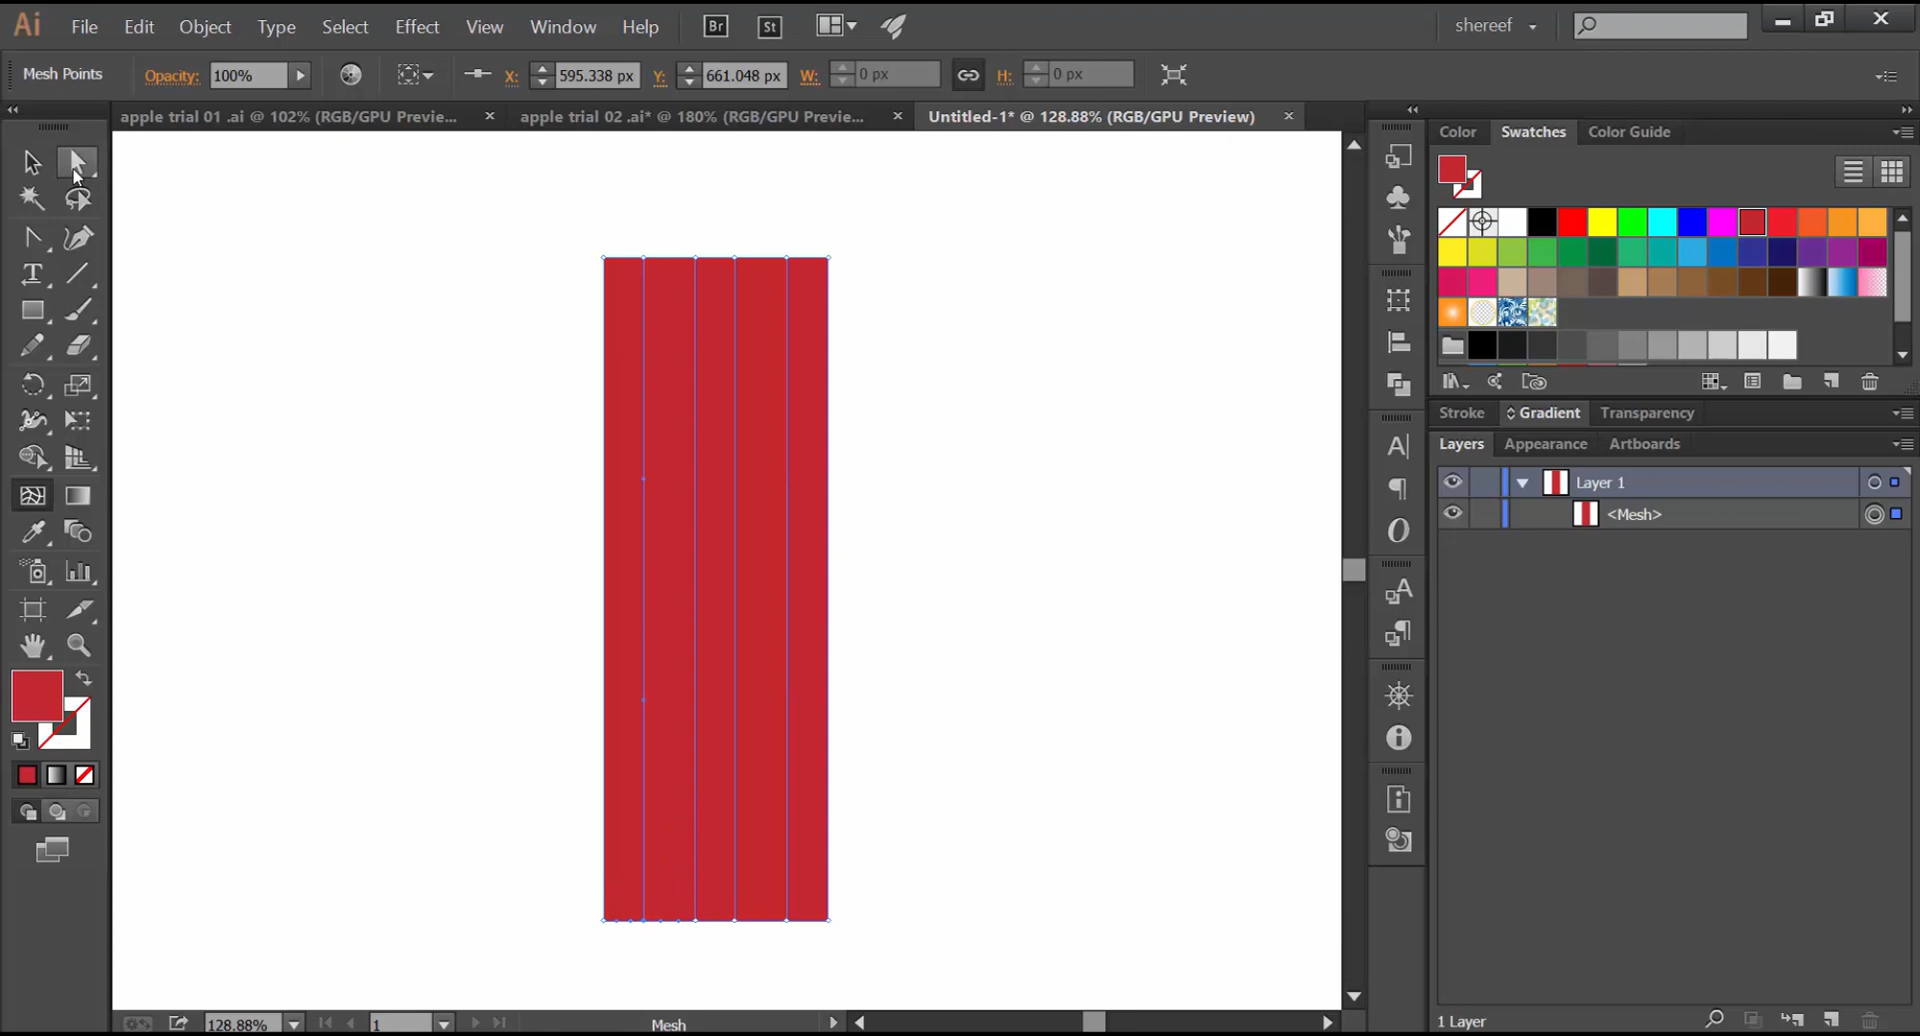 Ai File Edit Object Type Select Effect View Window Help Br St shereef
Mesh Points Opacity: 100% X: 595.338 px Y: 661.048 px W: 0 px H: 0 px
apple trial 01 .ai @ 102% (RGB/GPU Previe... apple trial 02 .ai* @ 180% (RGB/GPU Previe... Untitled-1* @ 128.88% (RGB/GPU Preview)
Color Swatches Color Guide
Stroke Gradient Transparency
Layers Appearance Artboards
Layer 1
<Mesh>
128.88% 1 Mesh 1 Layer